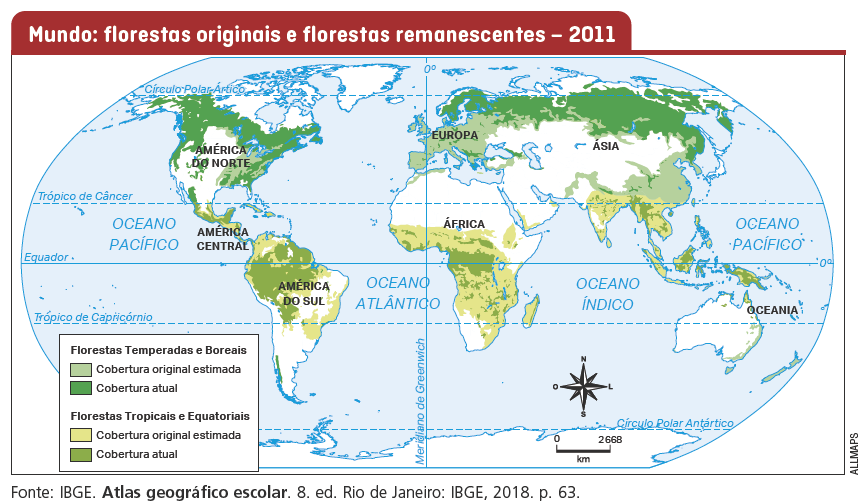 Mundo: florestas originais e florestas remanescentes – 2011
0º
Círculo Polar Ártico
EUROPA
AMÉRICA
DO NORTE
ÁSIA
Trópico de Câncer
OCEANO
PACÍFICO
ÁFRICA
OCEANO
PACÍFICO
AMÉRICA
CENTRAL
Equador
0º
AMÉRICA
DO SUL
OCEANO
ATLÂNTICO
OCEANO
ÍNDICO
OCEANIA
Trópico de Capricórnio
Florestas Temperadas e Boreais
Cobertura original estimada
Cobertura atual
Florestas Tropicais e Equatoriais
Cobertura original estimada
Cobertura atual
Meridiano de Greenwich
N
O
L
S
Círculo Polar Antártico
0
2668
km
ALLMAPS
Fonte: IBGE. Atlas geográfico escolar. 8. ed. Rio de Janeiro: IBGE, 2018. p. 63.